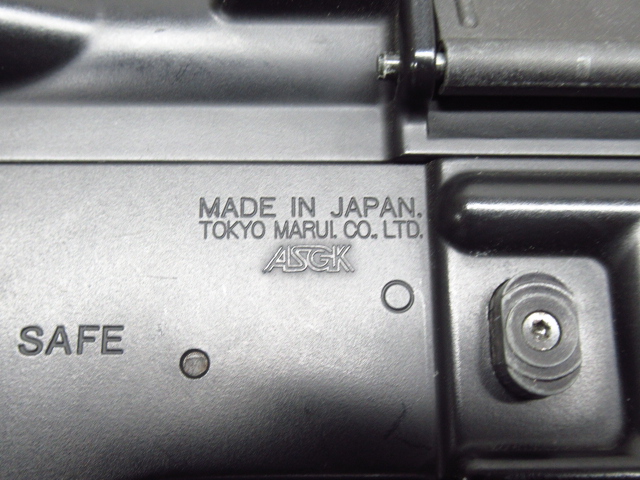 MADE IN JAPAN.
TOKYO MARUI. CO., LTD.
ASGK
SAFE